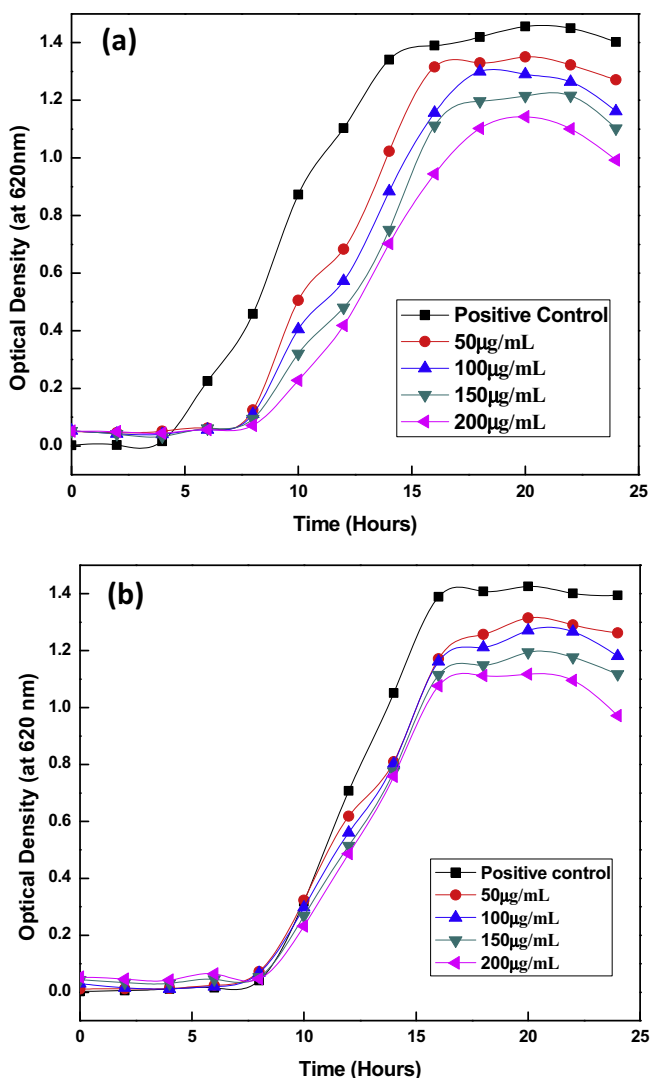 (a)
1.4
1.2
1.0
0.8
0.6
0.4
0.2
0.0
Optical Density (at 620nm)
Positive Control
50µg/mL
100µg/mL
150µg/mL
200µg/mL
0 5 10 15 20 25
Time (Hours)
(b)
1.4
1.2
1.0
0.8
0.6
0.4
0.2
0.0
Optical Density (at 620 nm)
Positive control
50µg/mL
100µg/mL
150µg/mL
200µg/mL
0 5 10 15 20 25
Time (Hours)